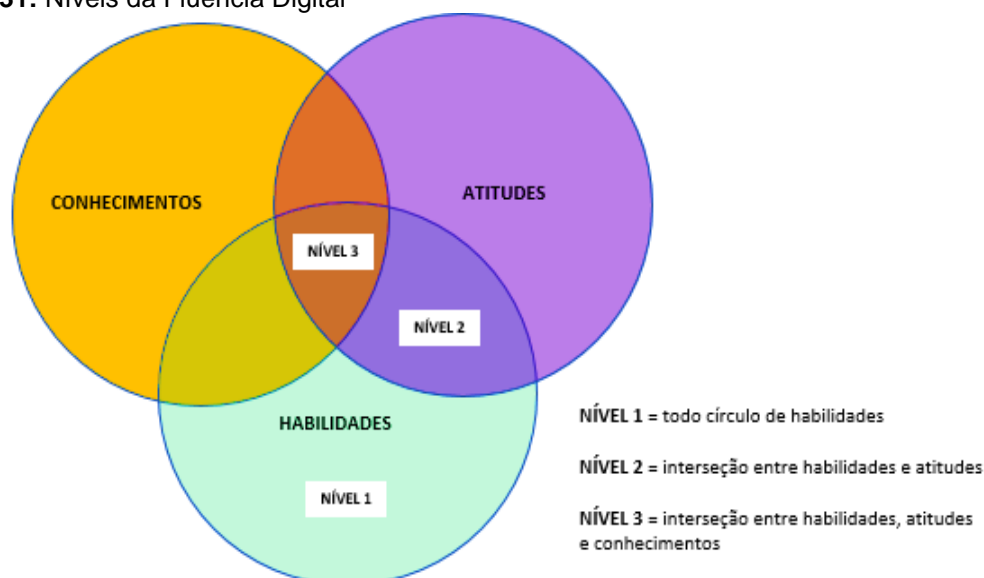 31: Níveis da Fluência Digital
CONHECIMENTOS
ATITUDES
NÍVEL 3
NÍVEL 2
HABILIDADES
NÍVEL 1
NÍVEL 1 = todo círculo de habilidades
NÍVEL 2 = interseção entre habilidades e atitudes
NÍVEL 3 = interseção entre habilidades, atitudes
e conhecimentos